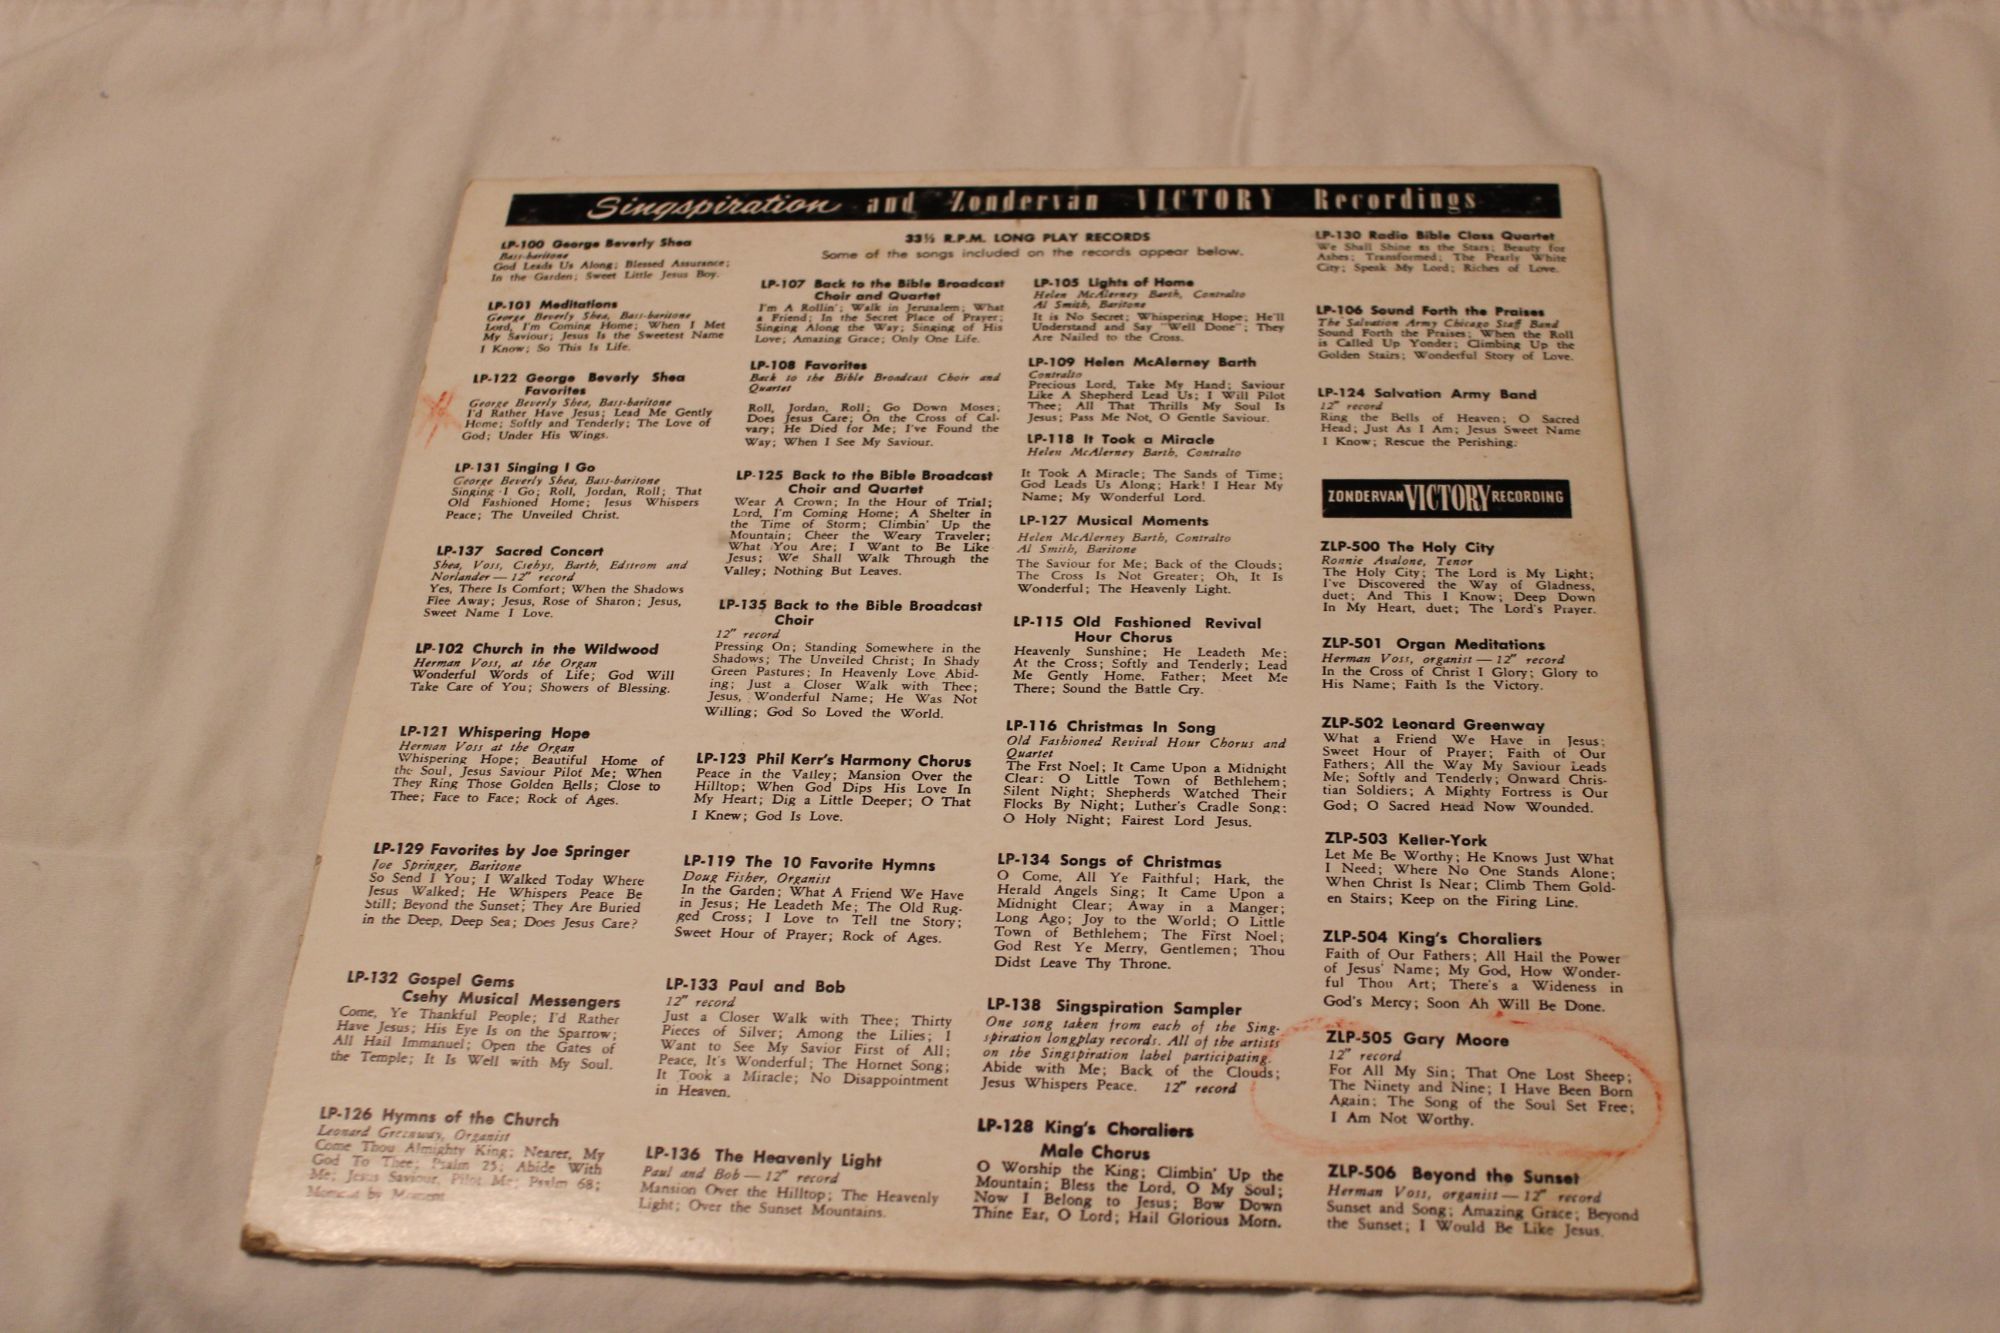 Singspiration and Zondervan VICTORY Recordings
33⅓ R.P.M. LONG PLAY RECORDS
Some of the songs included on the records appear below.
LP-100 George Beverly Shea
Bass-baritone
God Leads Us Along; Blessed Assurance;
In the Garden; Sweet Little Jesus Boy.
LP-101 Meditations
George Beverly Shea, Bass-baritone
Lord, I'm Coming Home; When I Met
My Saviour; Jesus Is the Sweetest Name
I Know; So This Is Life.
LP-122 George Beverly Shea
Favorites
George Beverly Shea, Bass-baritone
I'd Rather Have Jesus; Lead Me Gently
Home; Softly and Tenderly; The Love of
God; Under His Wings.
LP-131 Singing I Go
George Beverly Shea, Bass-baritone
Singing I Go; Roll, Jordan, Roll; That
Old Fashioned Home; Jesus Whispers
Peace; The Unveiled Christ.
LP-137 Sacred Concert
Shea, Voss, Csehys, Barth, Edstrom and
Norlander — 12" record
Yes, There Is Comfort; When the Shadows
Flee Away; Jesus, Rose of Sharon; Jesus,
Sweet Name I Love.
LP-102 Church in the Wildwood
Herman Voss, at the Organ
Wonderful Words of Life; God Will
Take Care of You; Showers of Blessing.
LP-121 Whispering Hope
Herman Voss at the Organ
Whispering Hope; Beautiful Home of
the Soul, Jesus Saviour Pilot Me; When
They Ring Those Golden Bells; Close to
Thee; Face to Face; Rock of Ages.
LP-129 Favorites by Joe Springer
Joe Springer, Baritone
So Send I You; I Walked Today Where
Jesus Walked; He Whispers Peace Be
Still; Beyond the Sunset; They Are Buried
in the Deep, Deep Sea; Does Jesus Care?
LP-132 Gospel Gems
Csehy Musical Messengers
Come, Ye Thankful People; I'd Rather
Have Jesus; His Eye Is on the Sparrow;
All Hail Immanuel; Open the Gates of
the Temple; It Is Well with My Soul.
LP-126 Hymns of the Church
Leonard Greenway, Organist
Come Thou Almighty King; Nearer, My
God To Thee; Psalm 25; Abide With
Me; Jesus Saviour, Pilot Me; Psalm 68;
Moment by Moment
LP-107 Back to the Bible Broadcast
Choir and Quartet
I'm A Rollin'; Walk in Jerusalem; What
a Friend; In the Secret Place of Prayer;
Singing Along the Way; Singing of His
Love; Amazing Grace; Only One Life.
LP-108 Favorites
Back to the Bible Broadcast Choir and
Quartet
Roll, Jordan, Roll; Go Down Moses;
Does Jesus Care; On the Cross of Cal-
vary; He Died for Me; I've Found the
Way; When I See My Saviour.
LP-125 Back to the Bible Broadcast
Choir and Quartet
Wear A Crown; In the Hour of Trial;
Lord, I'm Coming Home; A Shelter in
the Time of Storm; Climbin' Up the
Mountain; Cheer the Weary Traveler;
What You Are; I Want to Be Like
Jesus; We Shall Walk Through the
Valley; Nothing But Leaves.
LP-135 Back to the Bible Broadcast
Choir
12" record
Pressing On; Standing Somewhere in the
Shadows; The Unveiled Christ; In Shady
Green Pastures; In Heavenly Love Abid-
ing; Just a Closer Walk with Thee;
Jesus, Wonderful Name; He Was Not
Willing; God So Loved the World.
LP-123 Phil Kerr's Harmony Chorus
Peace in the Valley; Mansion Over the
Hilltop; When God Dips His Love In
My Heart; Dig a Little Deeper; O That
I Knew; God Is Love.
LP-119 The 10 Favorite Hymns
Doug Fisher, Organist
In the Garden; What A Friend We Have
in Jesus; He Leadeth Me; The Old Rug-
ged Cross; I Love to Tell the Story;
Sweet Hour of Prayer; Rock of Ages.
LP-133 Paul and Bob
12" record
Just a Closer Walk with Thee; Thirty
Pieces of Silver; Among the Lilies; I
Want to See My Savior First of All;
Peace, It's Wonderful; The Hornet Song;
It Took a Miracle; No Disappointment
in Heaven.
LP-136 The Heavenly Light
Paul and Bob — 12" record
Mansion Over the Hilltop; The Heavenly
Light; Over the Sunset Mountains.
LP-105 Lights of Home
Helen McAlerney Barth, Contralto
Al Smith, Baritone
It is No Secret; Whispering Hope; He'll
Understand and Say "Well Done"; They
Are Nailed to the Cross.
LP-109 Helen McAlerney Barth
Contralto
Precious Lord, Take My Hand; Saviour
Like A Shepherd Lead Us; I Will Pilot
Thee; All That Thrills My Soul Is
Jesus; Pass Me Not, O Gentle Saviour.
LP-118 It Took a Miracle
Helen McAlerney Barth, Contralto
It Took A Miracle; The Sands of Time;
God Leads Us Along; Hark! I Hear My
Name; My Wonderful Lord.
LP-127 Musical Moments
Helen McAlerney Barth, Contralto
Al Smith, Baritone
The Saviour for Me; Back of the Clouds;
The Cross Is Not Greater; Oh, It Is
Wonderful; The Heavenly Light.
LP-115 Old Fashioned Revival
Hour Chorus
Heavenly Sunshine; He Leadeth Me;
At the Cross; Softly and Tenderly; Lead
Me Gently Home, Father; Meet Me
There; Sound the Battle Cry.
LP-116 Christmas In Song
Old Fashioned Revival Hour Chorus and
Quartet
The Frst Noel; It Came Upon a Midnight
Clear; O Little Town of Bethlehem;
Silent Night; Shepherds Watched Their
Flocks By Night; Luther's Cradle Song;
O Holy Night; Fairest Lord Jesus.
LP-134 Songs of Christmas
O Come, All Ye Faithful; Hark, the
Herald Angels Sing; It Came Upon a
Midnight Clear; Away in a Manger;
Long Ago; Joy to the World; O Little
Town of Bethlehem; The First Noel;
God Rest Ye Merry, Gentlemen; Thou
Didst Leave Thy Throne.
LP-138 Singspiration Sampler
One song taken from each of the Sing-
spiration longplay records. All of the artists
on the Singspiration label participating.
Abide with Me; Back of the Clouds;
Jesus Whispers Peace. 12" record
LP-128 King's Choraliers
Male Chorus
O Worship the King; Climbin' Up the
Mountain; Bless the Lord, O My Soul;
Now I Belong to Jesus; Bow Down
Thine Ear, O Lord; Hail Glorious Morn.
LP-130 Radio Bible Class Quartet
We Shall Shine as the Stars; Beauty for
Ashes; Transformed; The Pearly White
City; Speak My Lord; Riches of Love.
LP-106 Sound Forth the Praises
The Salvation Army Chicago Staff Band
Sound Forth the Praises; When the Roll
is Called Up Yonder; Climbing Up the
Golden Stairs; Wonderful Story of Love.
LP-124 Salvation Army Band
12" record
Ring the Bells of Heaven; O Sacred
Head; Just As I Am; Jesus Sweet Name
I Know; Rescue the Perishing.
ZONDERVAN VICTORY RECORDING
ZLP-500 The Holy City
Ronnie Avalone, Tenor
The Holy City; The Lord is My Light;
I've Discovered the Way of Gladness,
duet; And This I Know; Deep Down
In My Heart, duet; The Lord's Prayer.
ZLP-501 Organ Meditations
Herman Voss, organist — 12" record
In the Cross of Christ I Glory; Glory to
His Name; Faith Is the Victory.
ZLP-502 Leonard Greenway
What a Friend We Have in Jesus;
Sweet Hour of Prayer; Faith of Our
Fathers; All the Way My Saviour Leads
Me; Softly and Tenderly; Onward Chris-
tian Soldiers; A Mighty Fortress is Our
God; O Sacred Head Now Wounded.
ZLP-503 Keller-York
Let Me Be Worthy; He Knows Just What
I Need; Where No One Stands Alone;
When Christ Is Near; Climb Them Gold-
en Stairs; Keep on the Firing Line.
ZLP-504 King's Choraliers
Faith of Our Fathers; All Hail the Power
of Jesus' Name; My God, How Wonder-
ful Thou Art; There's a Wideness in
God's Mercy; Soon Ah Will Be Done.
ZLP-505 Gary Moore
12" record
For All My Sin; That One Lost Sheep;
The Ninety and Nine; I Have Been Born
Again; The Song of the Soul Set Free;
I Am Not Worthy.
ZLP-506 Beyond the Sunset
Herman Voss, organist — 12" record
Sunset and Song; Amazing Grace; Beyond
the Sunset; I Would Be Like Jesus.